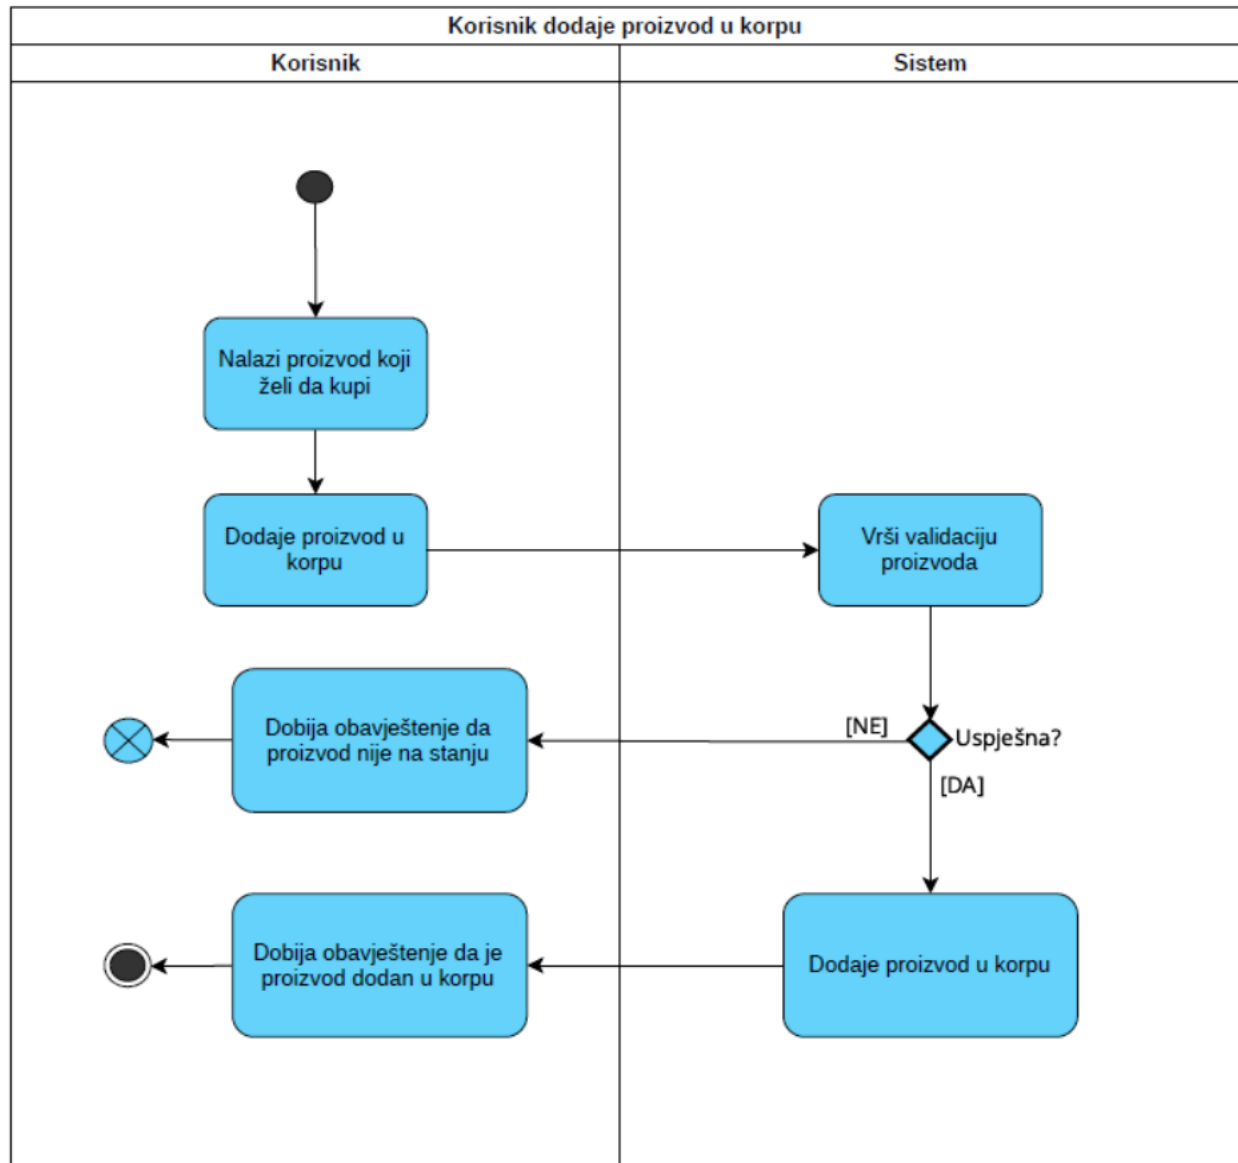 Korisnik dodaje proizvod u korpu
Korisnik
Sistem
Nalazi proizvod koji
želi da kupi
Dodaje proizvod u
korpu
Vrši validaciju
proizvoda
Uspješna?
[NE]
Dobija obavještenje da
proizvod nije na stanju
[DA]
Dodaje proizvod u korpu
Dobija obavještenje da je
proizvod dodan u korpu